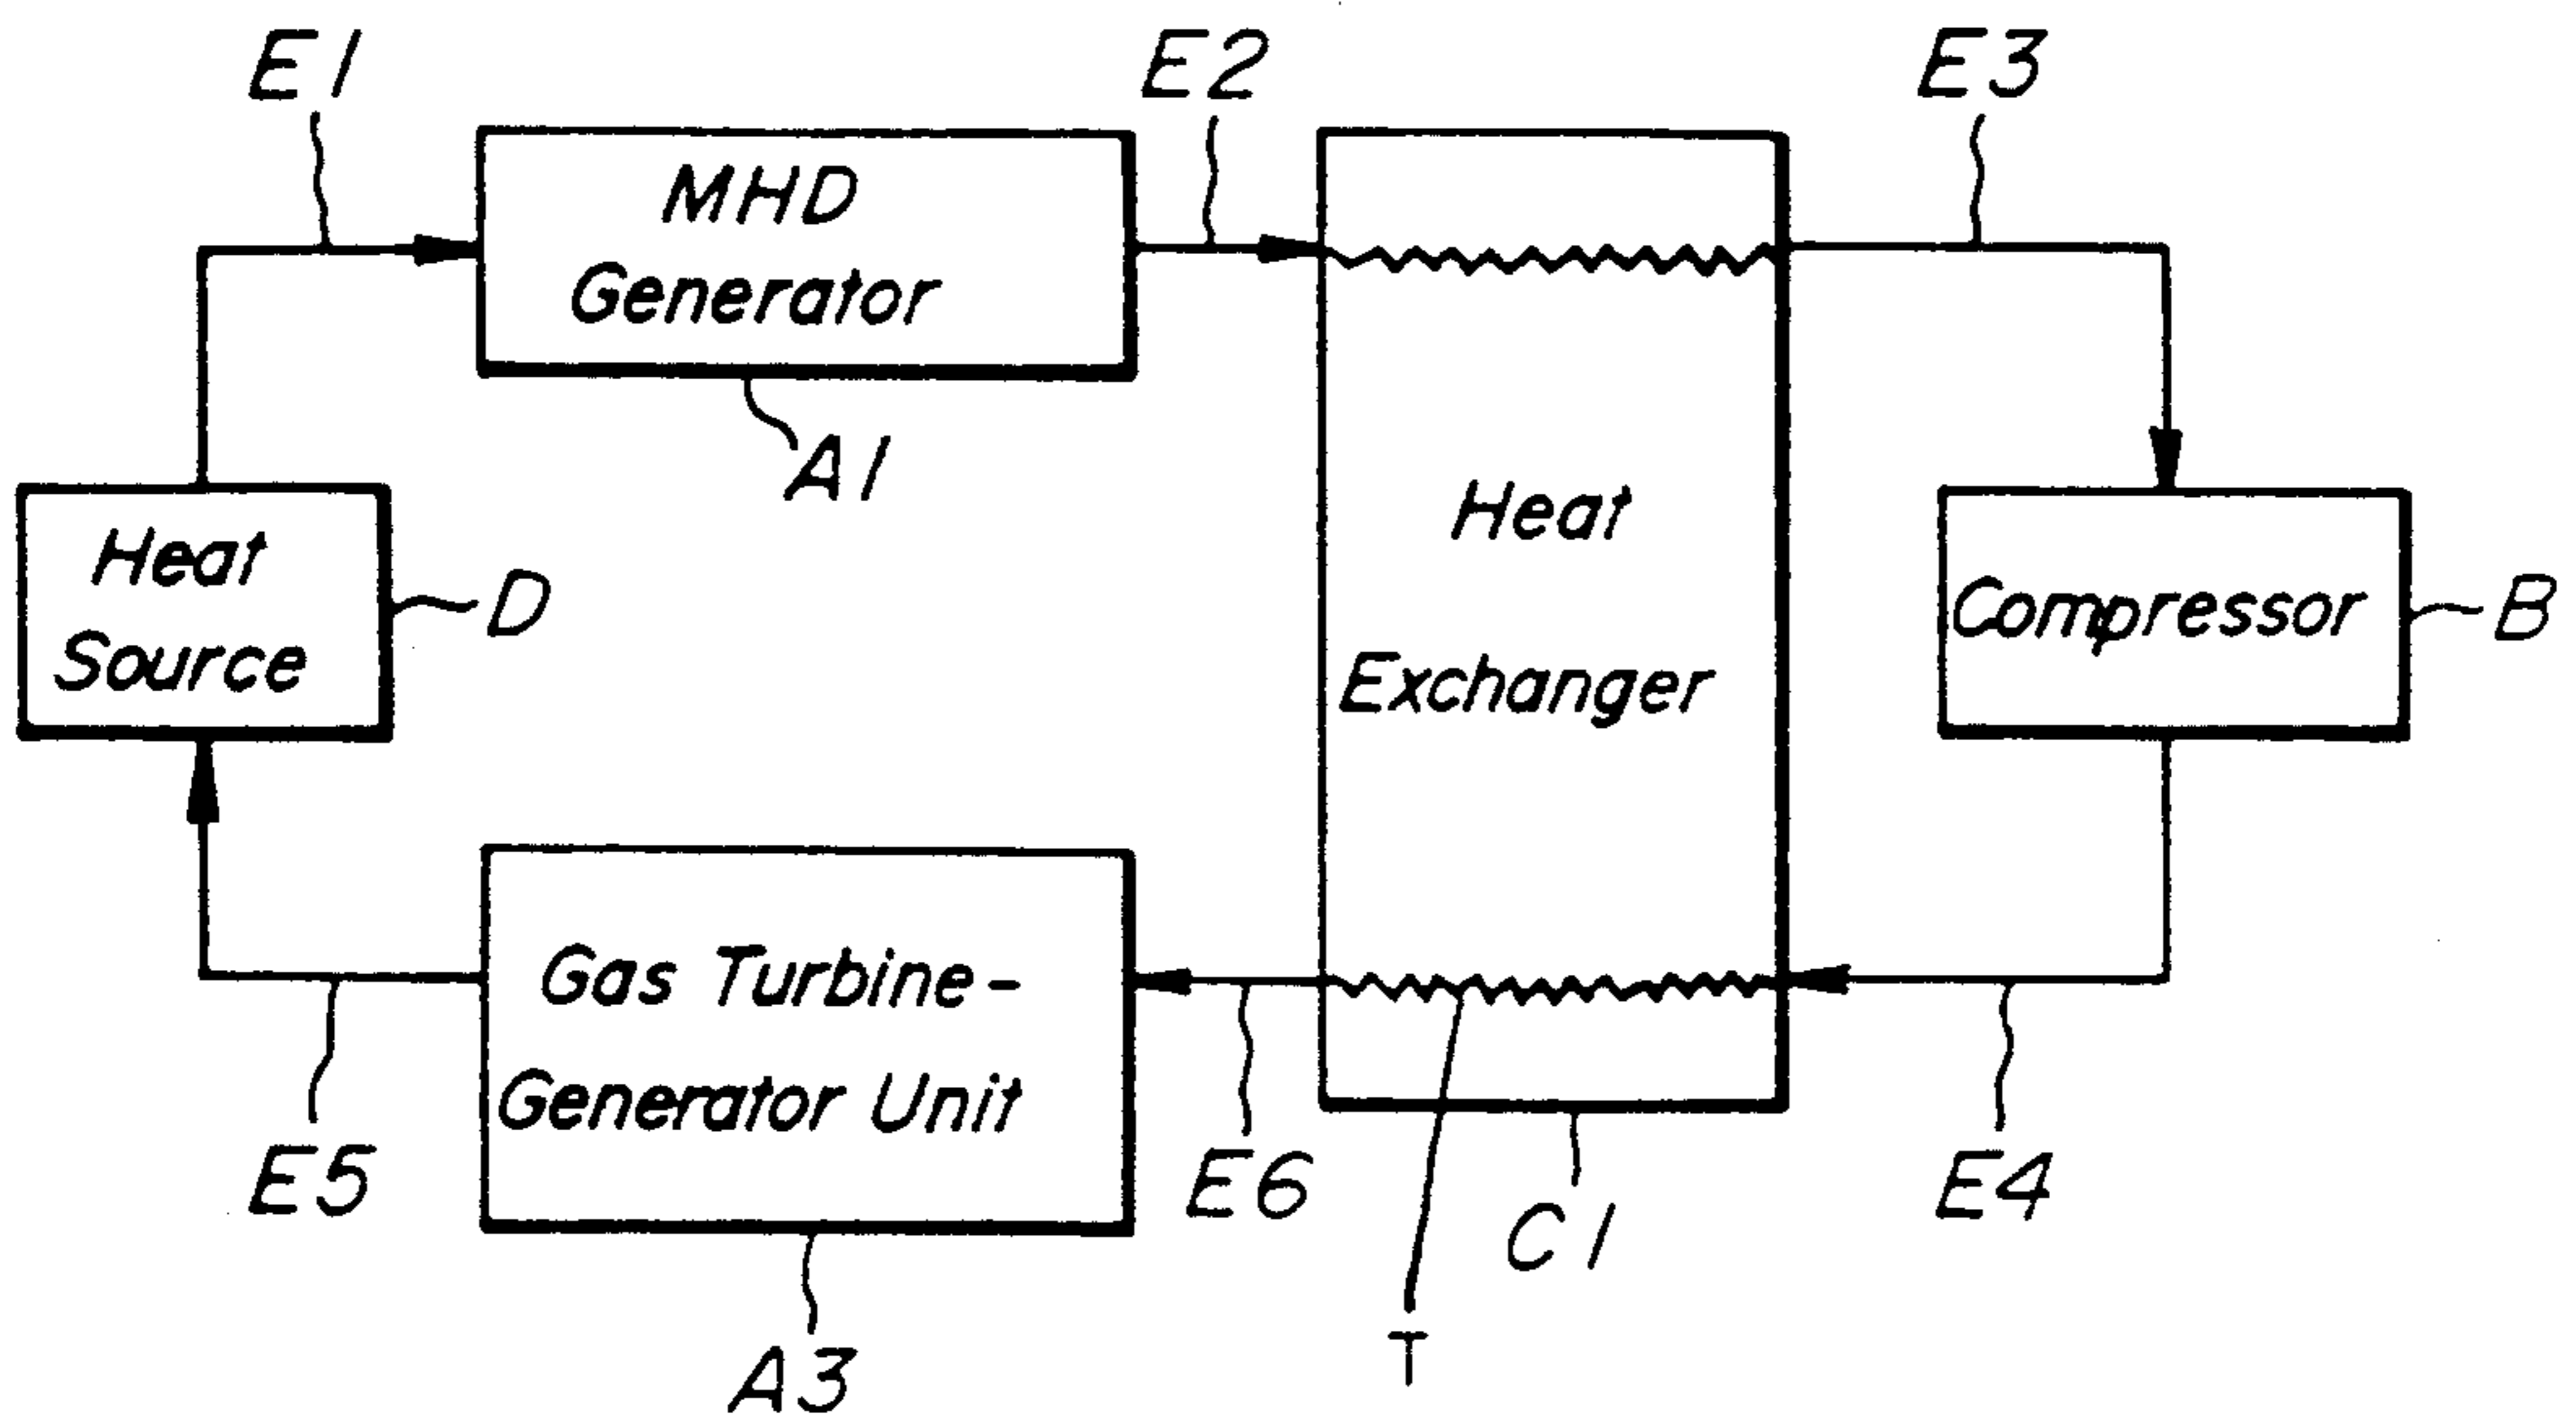 E1
E2
E3
MHD
Generator
A1
Heat
Source
D
Heat
Exchanger
Compressor
B
Gas Turbine-
Generator Unit
E5
E6
E4
C1
T
A3